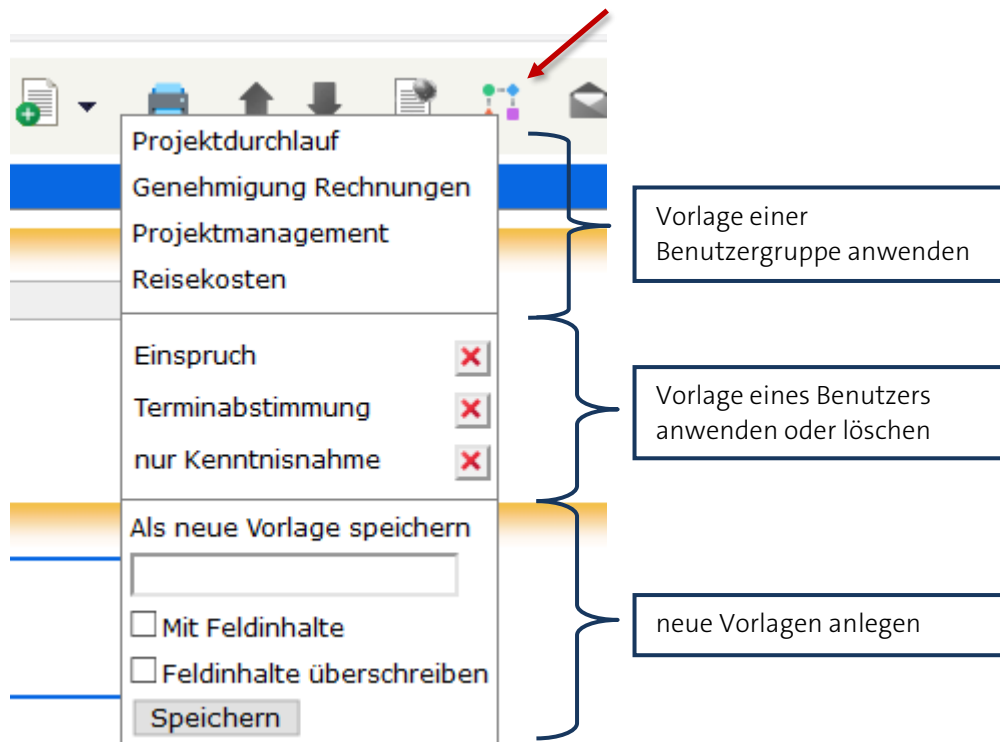 Projektdurchlauf
Genehmigung Rechnungen
Projektmanagement
Reisekosten
Vorlage einer
Benutzergruppe anwenden
Einspruch
Terminabstimmung
nur Kenntnisnahme
Vorlage eines Benutzers
anwenden oder löschen
Als neue Vorlage speichern
Mit Feldinhalte
Feldinhalte überschreiben
Speichern
neue Vorlagen anlegen